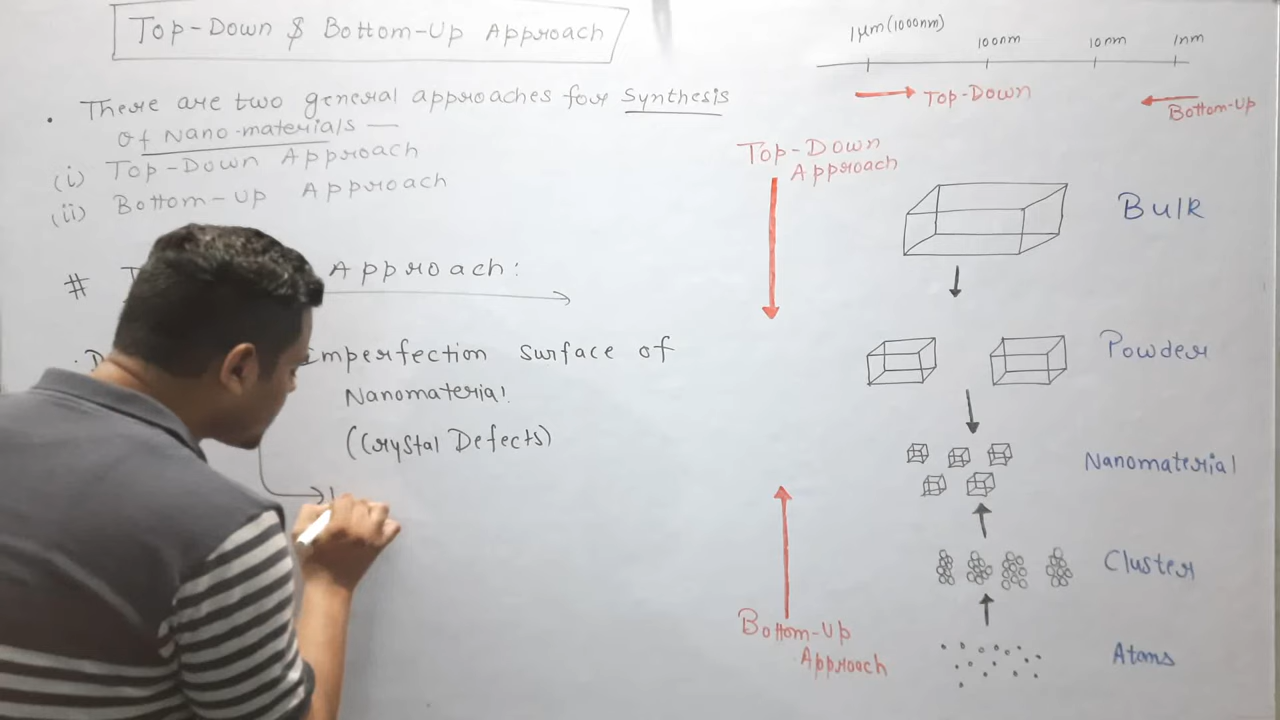 Top-Down $ Bottom-Up Approach
• There are two general approaches for Synthesis
of Nano-materials —
(i) Top-Down Approach
(ii) Bottom-up Approach
# Approach:
Imperfection surface of
Nanomaterial.
(Crystal Defects)
1μm(1000nm) 100nm 10nm 1nm
Top-Down
Bottom-Up
Top-Down
Approach
Bulk
Powder
Nanomaterial
Cluster
Bottom-Up
Approach
Atoms